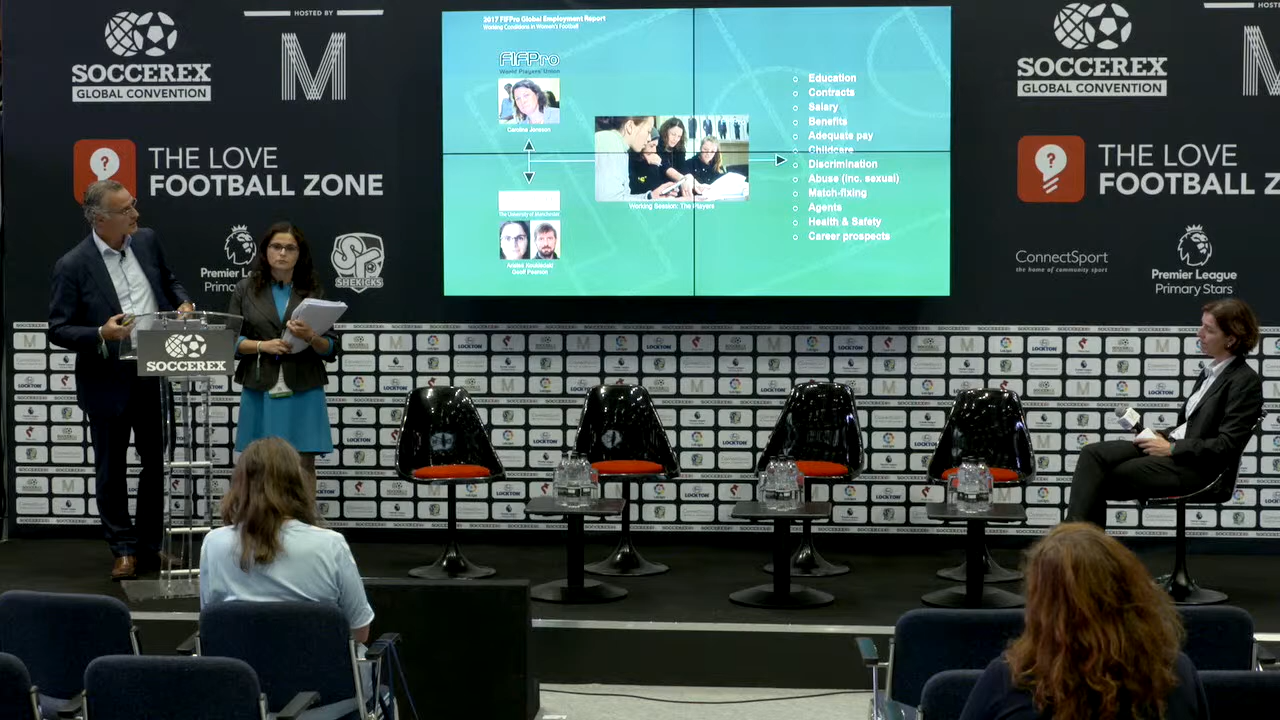 HOSTED BY
M
SOCCEREX
GLOBAL CONVENTION
THE LOVE
FOOTBALL ZONE
Premier League
SHEKICKS
SOCCEREX
2017 FIFPro Global Employment Report
Working Conditions in Women's Football
FIFPro
World Players' Union
The University of Manchester
Geoff Pearson
Working Session: The Players
Education
Contracts
Salary
Benefits
Adequate pay
Childcare
Discrimination
Abuse (inc. sexual)
Match-fixing
Agents
Health & Safety
Career prospects
SOCCEREX
GLOBAL CONVENTION
THE LOVE
FOOTBALL Z
ConnectSport
the home of community sport
Premier League
Primary Stars
LOCKTON